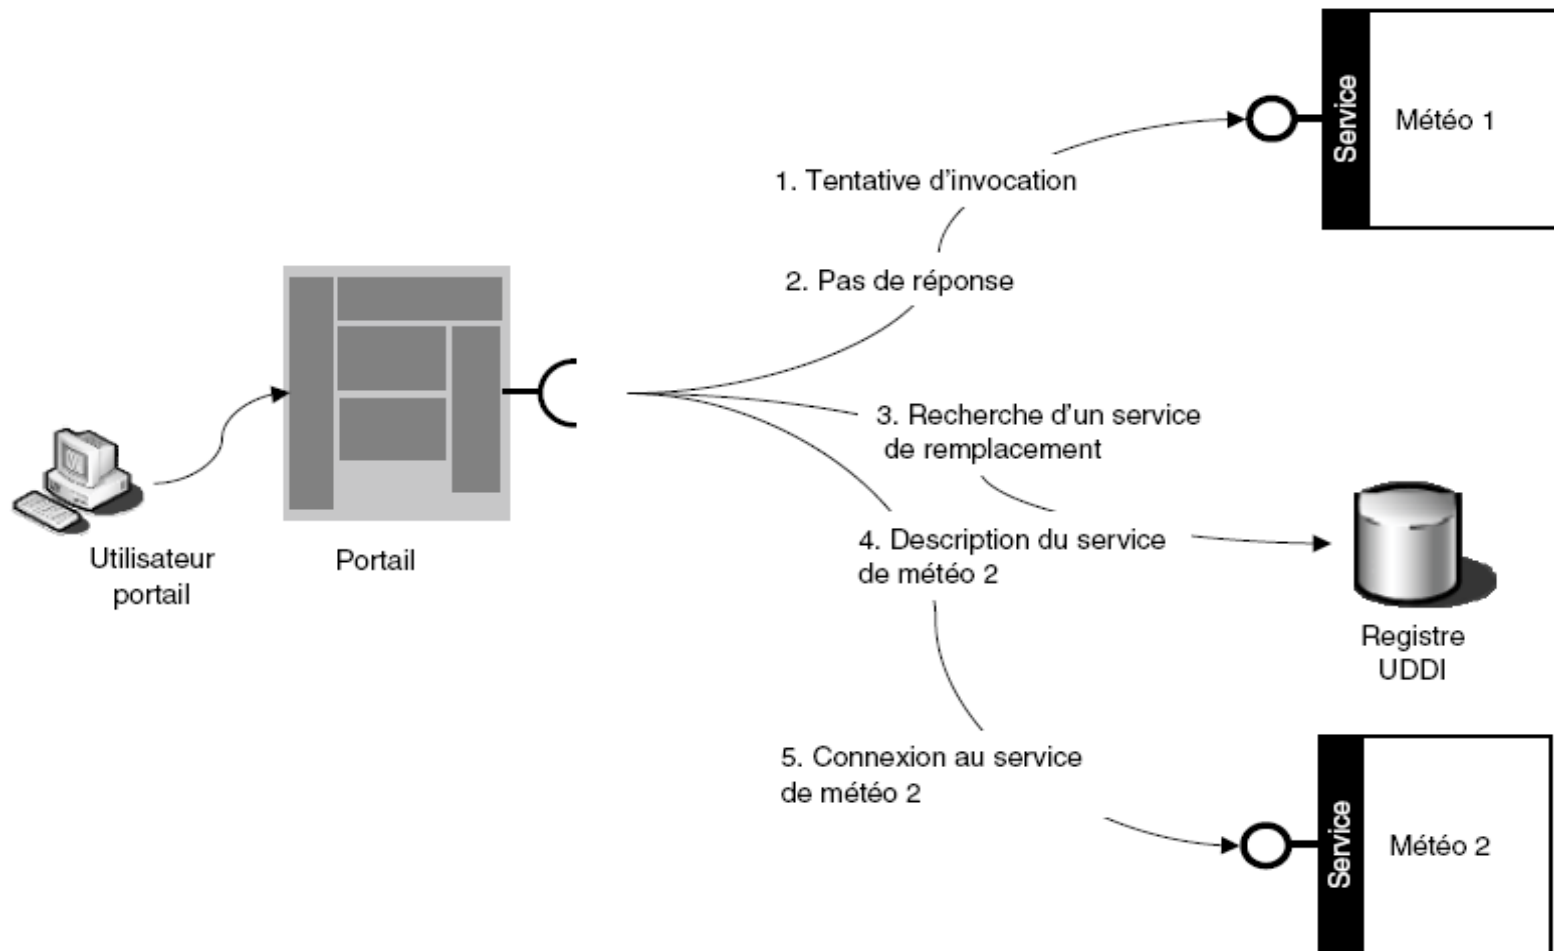 Service
Météo 1
1. Tentative d'invocation
2. Pas de réponse
3. Recherche d'un service
de remplacement
4. Description du service
de météo 2
Utilisateur
portail
Portail
Registre
UDDI
5. Connexion au service
de météo 2
Service
Météo 2